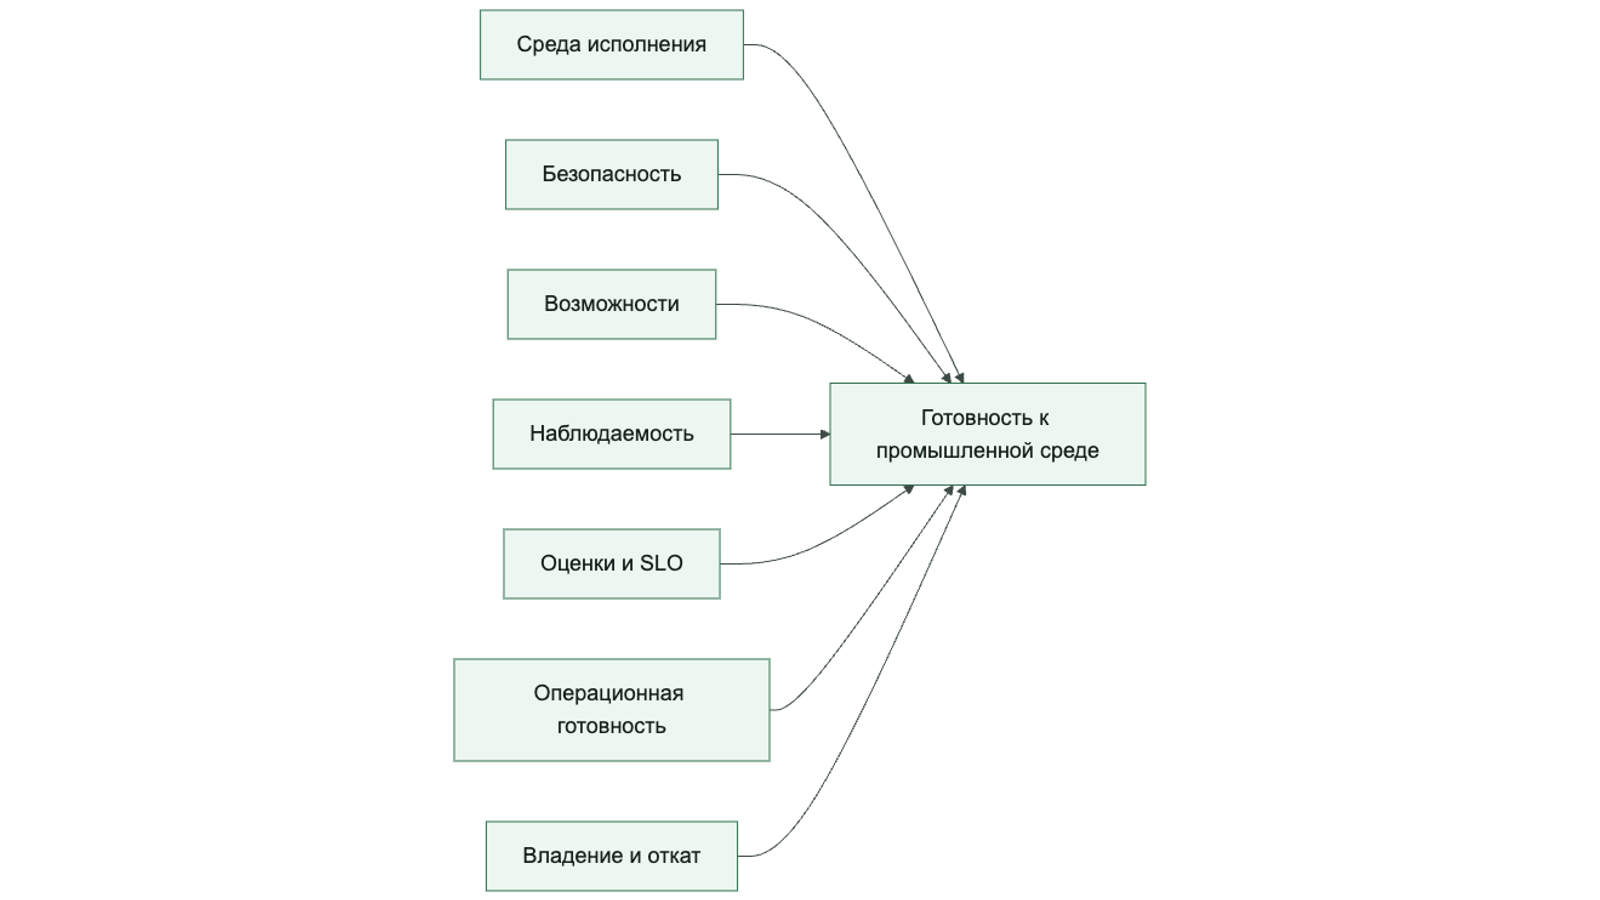 Среда исполнения
Безопасность
Возможности
Наблюдаемость
Готовность к
промышленной среде
Оценки и SLO
Операционная
готовность
Владение и откат